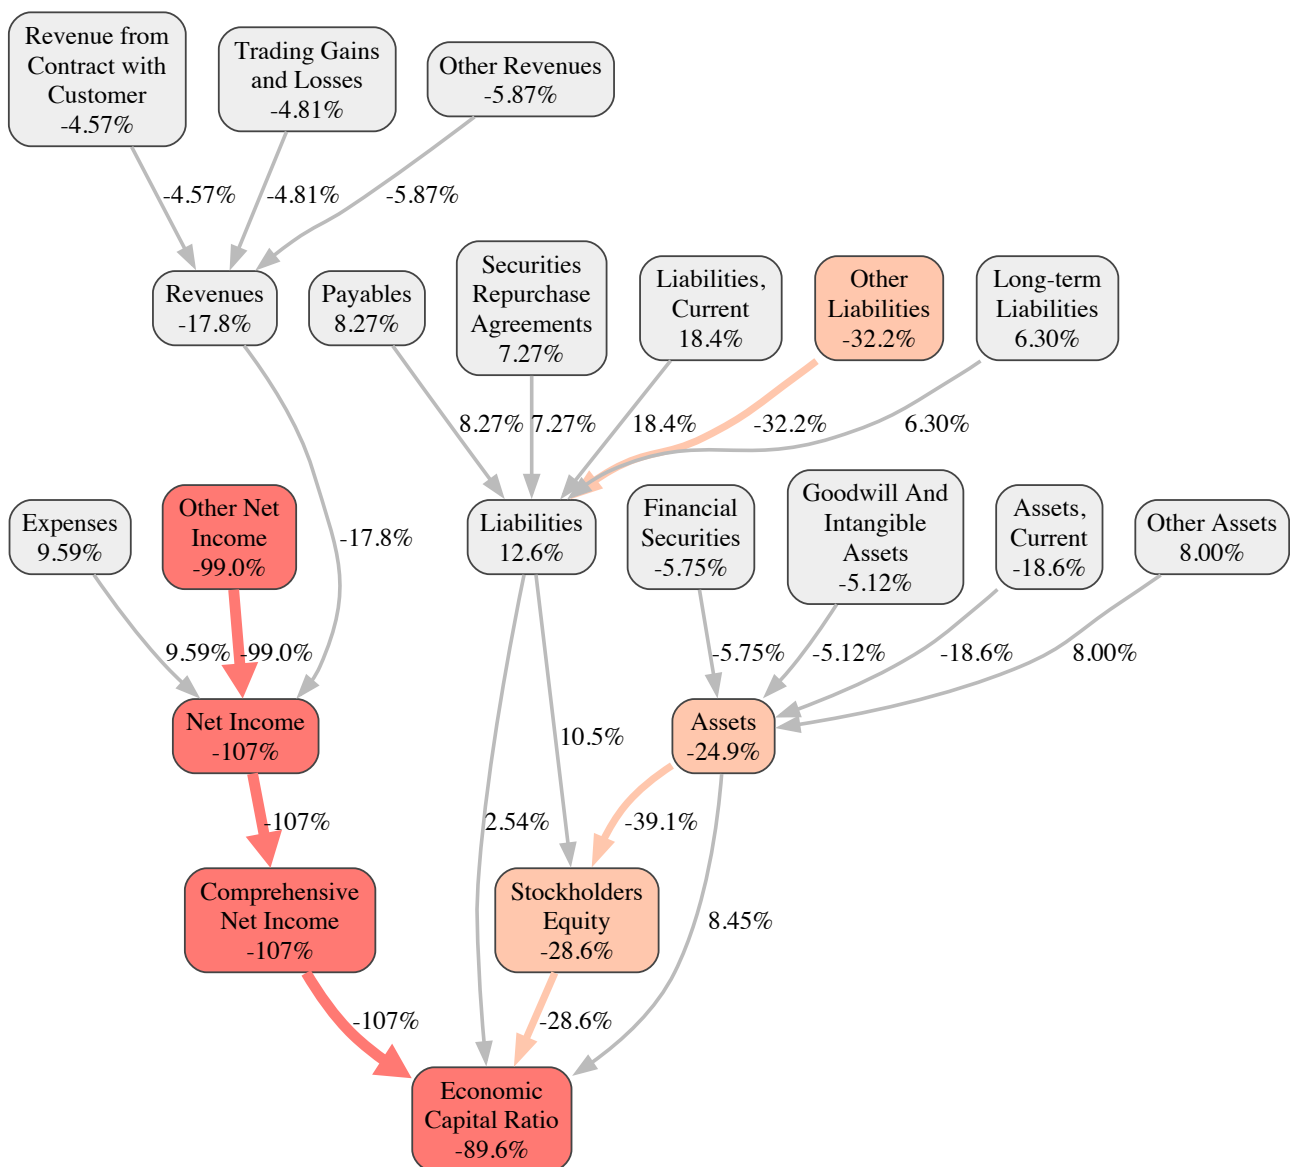 Revenue from
Contract with
Customer
-4.57%
Trading Gains
and Losses
-4.81%
Other Revenues
-5.87%
-4.57%
-4.81%
-5.87%
Revenues
-17.8%
Payables
8.27%
Securities
Repurchase
Agreements
7.27%
Liabilities,
Current
18.4%
Other
Liabilities
-32.2%
Long-term
Liabilities
6.30%
8.27%
7.27%
18.4%
-32.2%
6.30%
Expenses
9.59%
Other Net
Income
-99.0%
-17.8%
Liabilities
12.6%
Financial
Securities
-5.75%
Goodwill And
Intangible
Assets
-5.12%
Assets,
Current
-18.6%
Other Assets
8.00%
9.59%
-99.0%
-5.75%
-5.12%
-18.6%
8.00%
Net Income
-107%
10.5%
Assets
-24.9%
-107%
2.54%
-39.1%
Comprehensive
Net Income
-107%
Stockholders
Equity
-28.6%
8.45%
-107%
-28.6%
Economic
Capital Ratio
-89.6%